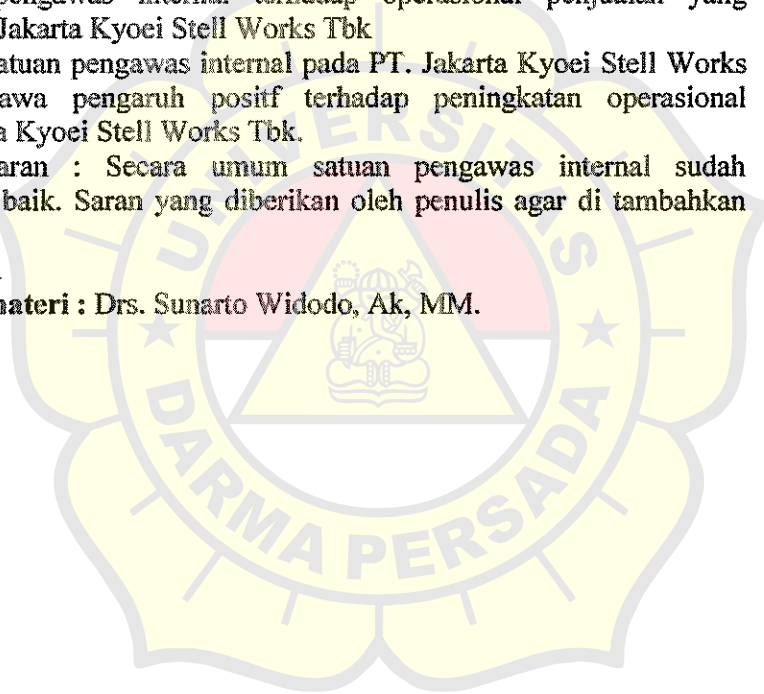 pengawas internal terhadap operasional penjualan yang
Jakarta Kyoei Stell Works Tbk
atuan pengawas internal pada PT. Jakarta Kyoei Stell Works
awa pengaruh positf terhadap peningkatan operasional
a Kyoei Stell Works Tbk.
aran : Secara umum satuan pengawas internal sudah
baik. Saran yang diberikan oleh penulis agar di tambahkan
ateri : Drs. Sunarto Widodo, Ak, MM.
UNIVERSITAS
DARMA PERSADA